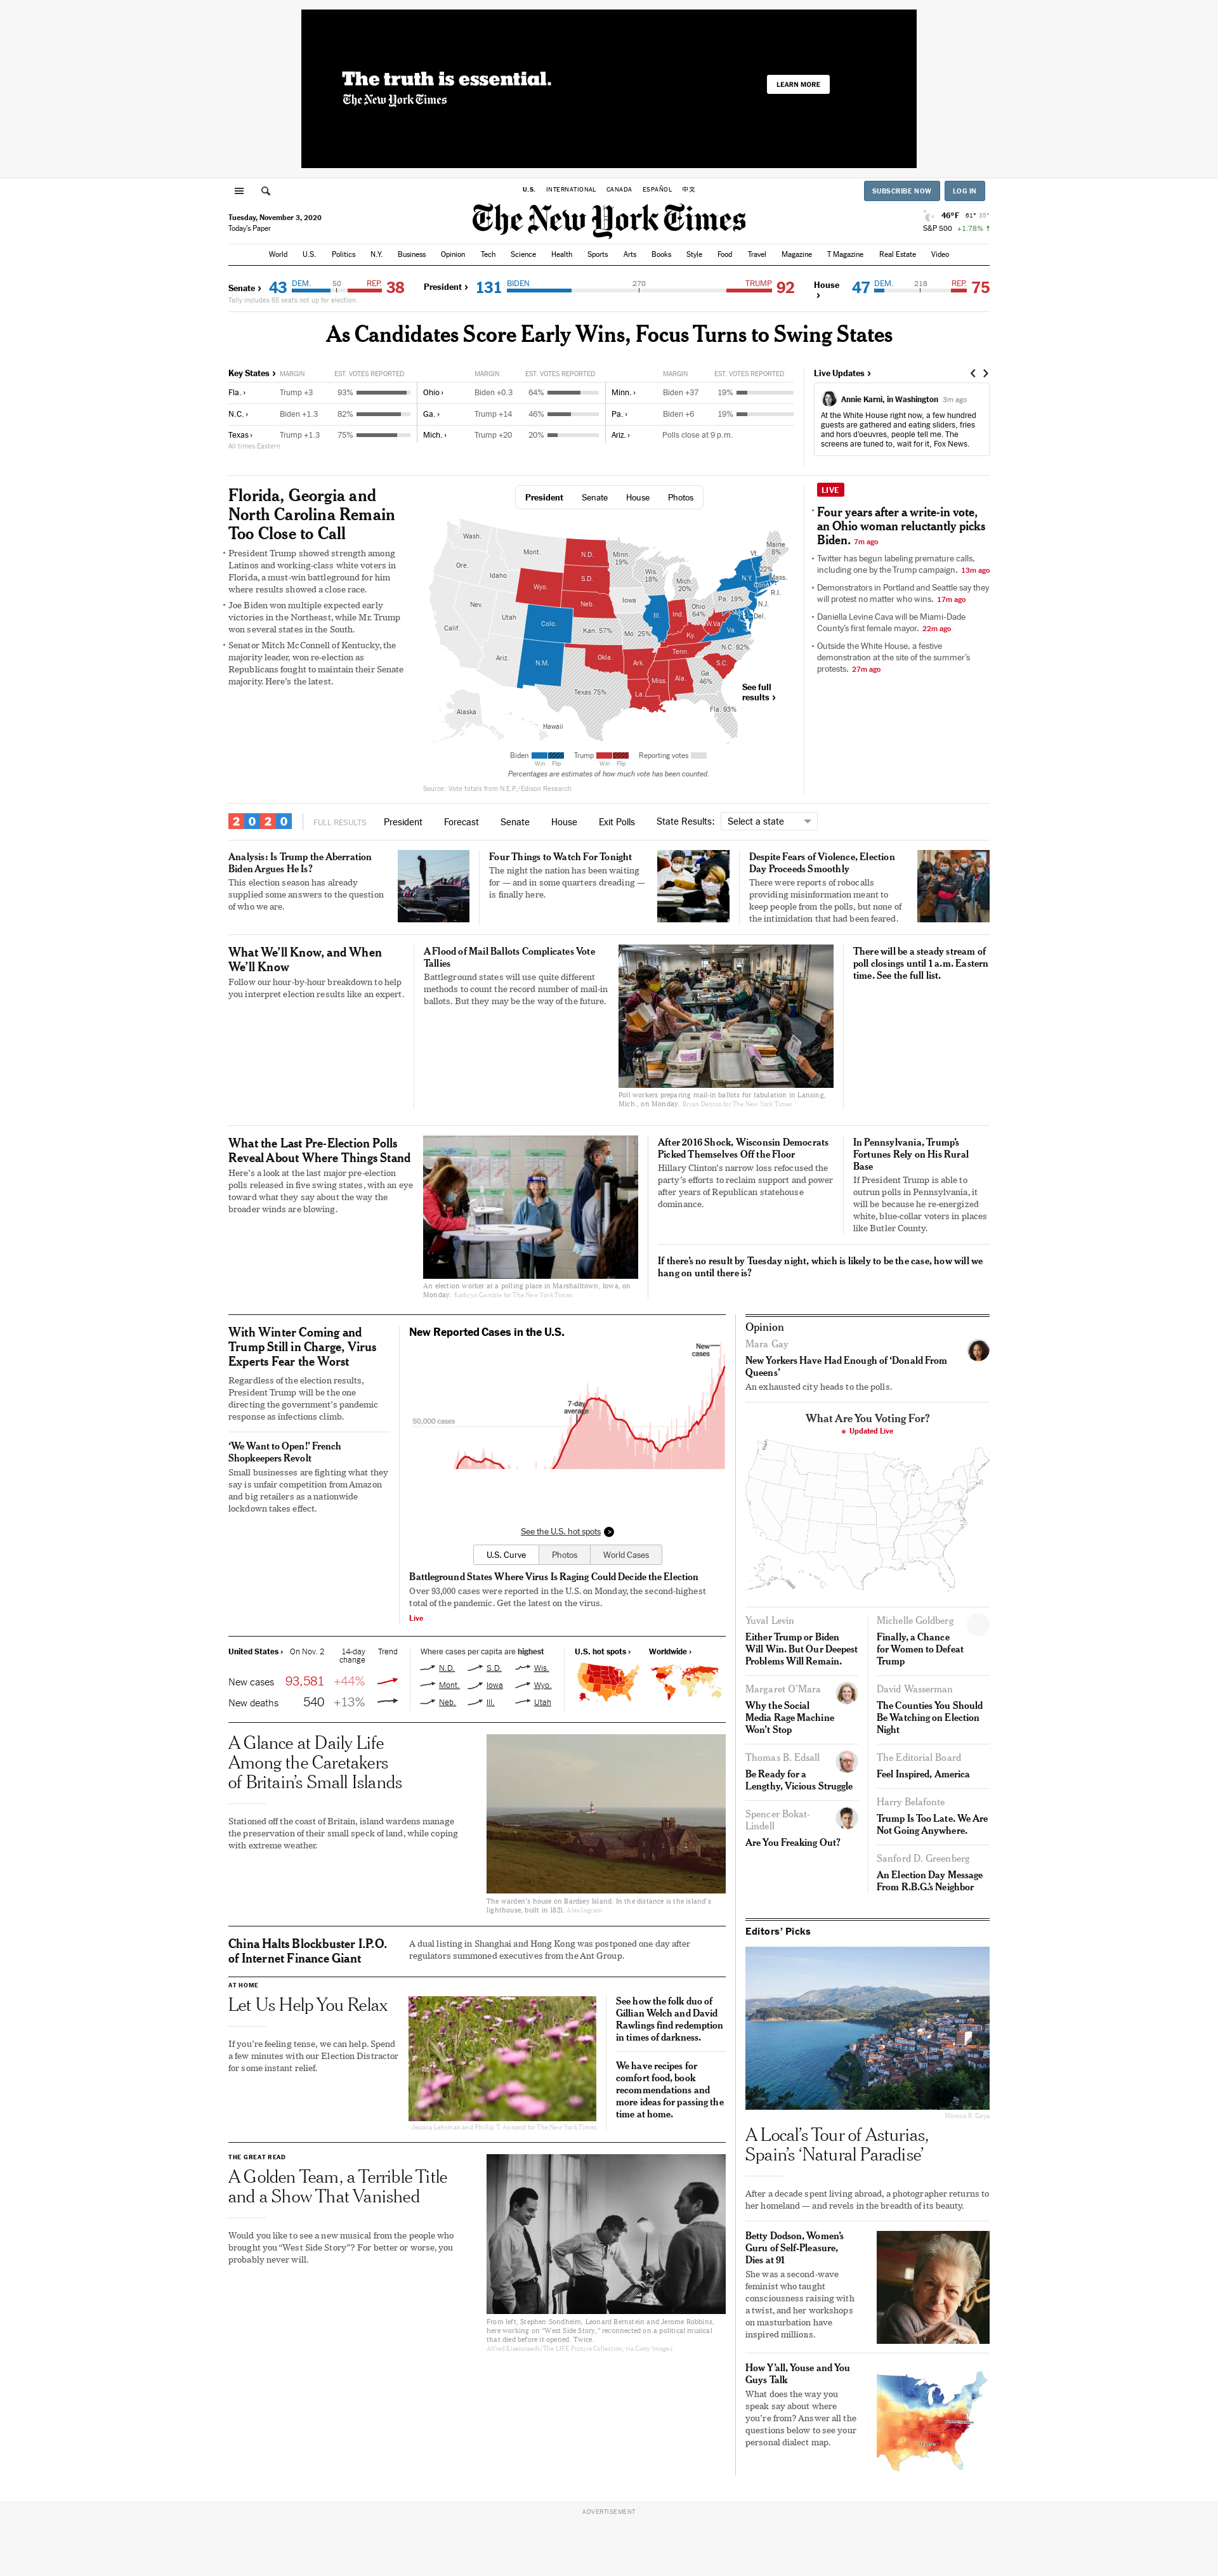 The truth is essential.
The New York Times
LEARN MORE
U.S. INTERNATIONAL CANADA ESPAÑOL 中文
SUBSCRIBE NOW LOG IN
Tuesday, November 3, 2020
Today's Paper
The New York Times
46°F 61° 35°
S&P 500 +1.78% ↑
World U.S. Politics N.Y. Business Opinion Tech Science Health Sports Arts Books Style Food Travel Magazine T Magazine Real Estate Video
Senate › 43 DEM. 50 REP. 38
Tally includes 65 seats not up for election.
President › 131 BIDEN 270 TRUMP 92
House › 47 DEM. 218 REP. 75
As Candidates Score Early Wins, Focus Turns to Swing States
Key States › MARGIN EST. VOTES REPORTED MARGIN EST. VOTES REPORTED MARGIN EST. VOTES REPORTED
Fla. › Trump +3 93% Ohio › Biden +0.3 64% Minn. › Biden +37 19%
N.C. › Biden +1.3 82% Ga. › Trump +14 46% Pa. › Biden +6 19%
Texas › Trump +1.3 75% Mich. › Trump +20 20% Ariz. › Polls close at 9 p.m.
All times Eastern
Live Updates ›
Annie Karni, in Washington 3m ago
At the White House right now, a few hundred
guests are gathered and eating sliders, fries
and hors d'oeuvres, people tell me. The
screens are tuned to, wait for it, Fox News.
Florida, Georgia and
North Carolina Remain
Too Close to Call
• President Trump showed strength among
Latinos and working-class white voters in
Florida, a must-win battleground for him
where results showed a close race.
• Joe Biden won multiple expected early
victories in the Northeast, while Mr. Trump
won several states in the South.
• Senator Mitch McConnell of Kentucky, the
majority leader, won re-election as
Republicans fought to maintain their Senate
majority. Here's the latest.
President Senate House Photos
Wash.
Ore.
Idaho
Mont.
N.D.
Minn.
19%
S.D.
Wyo.
Wis.
18%
Mich.
20%
Vt.
Maine
8%
22%
Mass.
N.Y.
Conn.
R.I.
N.J.
Del.
Md.
Pa. 19%
Nev.
Utah
Colo.
Neb.
Iowa
Ill.
Ind.
Ohio
64%
W.Va.
Va.
Calif.
Kan. 57%
Mo. 25%
Ky.
N.C. 82%
Ariz.
N.M.
Okla.
Ark.
Tenn.
S.C.
Texas 75%
La.
Miss.
Ala.
Ga.
46%
Fla. 93%
Alaska
Hawaii
See full
results ›
Biden Trump Reporting votes
Win Flip Win Flip
Percentages are estimates of how much vote has been counted.
Source: Vote totals from N.E.P./Edison Research
LIVE
• Four years after a write-in vote,
an Ohio woman reluctantly picks
Biden. 7m ago
• Twitter has begun labeling premature calls,
including one by the Trump campaign. 13m ago
• Demonstrators in Portland and Seattle say they
will protest no matter who wins. 17m ago
• Daniella Levine Cava will be Miami-Dade
County's first female mayor. 22m ago
• Outside the White House, a festive
demonstration at the site of the summer's
protests. 27m ago
2020 FULL RESULTS President Forecast Senate House Exit Polls State Results: Select a state
Analysis: Is Trump the Aberration
Biden Argues He Is?
This election season has already
supplied some answers to the question
of who we are.
Four Things to Watch For Tonight
The night the nation has been waiting
for — and in some quarters dreading —
is finally here.
Despite Fears of Violence, Election
Day Proceeds Smoothly
There were reports of robocalls
providing misinformation meant to
keep people from the polls, but none of
the intimidation that had been feared.
What We'll Know, and When
We'll Know
Follow our hour-by-hour breakdown to help
you interpret election results like an expert.
A Flood of Mail Ballots Complicates Vote
Tallies
Battleground states will use quite different
methods to count the record number of mail-in
ballots. But they may be the way of the future.
Poll workers preparing mail-in ballots for tabulation in Lansing,
Mich., on Monday. Bryan Denton for The New York Times
There will be a steady stream of
poll closings until 1 a.m. Eastern
time. See the full list.
What the Last Pre-Election Polls
Reveal About Where Things Stand
Here's a look at the last major pre-election
polls released in five swing states, with an eye
toward what they say about the way the
broader winds are blowing.
An election worker at a polling place in Marshalltown, Iowa, on
Monday. Kathryn Gamble for The New York Times
After 2016 Shock, Wisconsin Democrats
Picked Themselves Off the Floor
Hillary Clinton's narrow loss refocused the
party's efforts to reclaim support and power
after years of Republican statehouse
dominance.
In Pennsylvania, Trump's
Fortunes Rely on His Rural
Base
If President Trump is able to
outrun polls in Pennsylvania, it
will be because he re-energized
white, blue-collar voters in places
like Butler County.
If there's no result by Tuesday night, which is likely to be the case, how will we
hang on until there is?
With Winter Coming and
Trump Still in Charge, Virus
Experts Fear the Worst
Regardless of the election results,
President Trump will be the one
directing the government's pandemic
response as infections climb.
'We Want to Open!' French
Shopkeepers Revolt
Small businesses are fighting what they
say is unfair competition from Amazon
and big retailers as a nationwide
lockdown takes effect.
New Reported Cases in the U.S.
New
cases
7-day
average
50,000 cases
See the U.S. hot spots
U.S. Curve Photos World Cases
Battleground States Where Virus Is Raging Could Decide the Election
Over 93,000 cases were reported in the U.S. on Monday, the second-highest
total of the pandemic. Get the latest on the virus.
Live
United States › On Nov. 2 14-day
change Trend
New cases 93,581 +44%
New deaths 540 +13%
Where cases per capita are highest
N.D. S.D. Wis.
Mont. Iowa Wyo.
Neb. Ill. Utah
U.S. hot spots › Worldwide ›
A Glance at Daily Life
Among the Caretakers
of Britain's Small Islands
Stationed off the coast of Britain, island wardens manage
the preservation of their small speck of land, while coping
with extreme weather.
The warden's house on Bardsey Island. In the distance is the island's
lighthouse, built in 1821. Alex Ingram
China Halts Blockbuster I.P.O.
of Internet Finance Giant
A dual listing in Shanghai and Hong Kong was postponed one day after
regulators summoned executives from the Ant Group.
AT HOME
Let Us Help You Relax
If you're feeling tense, we can help. Spend
a few minutes with our Election Distractor
for some instant relief.
Jessica Lehrman and Phillip T Annand for The New York Times
See how the folk duo of
Gillian Welch and David
Rawlings find redemption
in times of darkness.
We have recipes for
comfort food, book
recommendations and
more ideas for passing the
time at home.
THE GREAT READ
A Golden Team, a Terrible Title
and a Show That Vanished
Would you like to see a new musical from the people who
brought you "West Side Story"? For better or worse, you
probably never will.
From left, Stephen Sondheim, Leonard Bernstein and Jerome Robbins,
here working on "West Side Story," reconnected on a political musical
that died before it opened. Twice.
Alfred Eisenstaedt/The LIFE Picture Collection, via Getty Images
Opinion
Mara Gay
New Yorkers Have Had Enough of 'Donald From
Queens'
An exhausted city heads to the polls.
What Are You Voting For?
Updated Live
Yuval Levin
Either Trump or Biden
Will Win. But Our Deepest
Problems Will Remain.
Margaret O'Mara
Why the Social
Media Rage Machine
Won't Stop
Thomas B. Edsall
Be Ready for a
Lengthy, Vicious Struggle
Spencer Bokat-
Lindell
Are You Freaking Out?
Michelle Goldberg
Finally, a Chance
for Women to Defeat
Trump
David Wasserman
The Counties You Should
Be Watching on Election
Night
The Editorial Board
Feel Inspired, America
Harry Belafonte
Trump Is Too Late. We Are
Not Going Anywhere.
Sanford D. Greenberg
An Election Day Message
From R.B.G.'s Neighbor
Editors' Picks
Monica R. Goya
A Local's Tour of Asturias,
Spain's 'Natural Paradise'
After a decade spent living abroad, a photographer returns to
her homeland — and revels in the breadth of its beauty.
Betty Dodson, Women's
Guru of Self-Pleasure,
Dies at 91
She was a second-wave
feminist who taught
consciousness raising with
a twist, and her workshops
on masturbation have
inspired millions.
How Y'all, Youse and You
Guys Talk
What does the way you
speak say about where
you're from? Answer all the
questions below to see your
personal dialect map.
ADVERTISEMENT